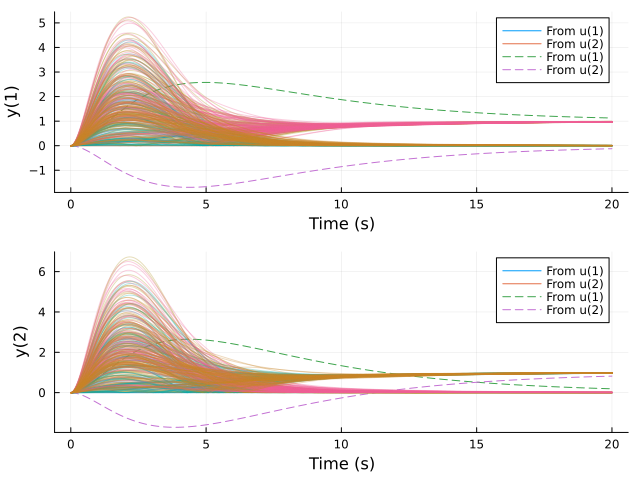 y(1)
5
4
3
2
1
0
−1
0
5
10
15
20
Time (s)
From u(1)
From u(2)
From u(1)
From u(2)
y(2)
6
4
2
0
0
5
10
15
20
Time (s)
From u(1)
From u(2)
From u(1)
From u(2)